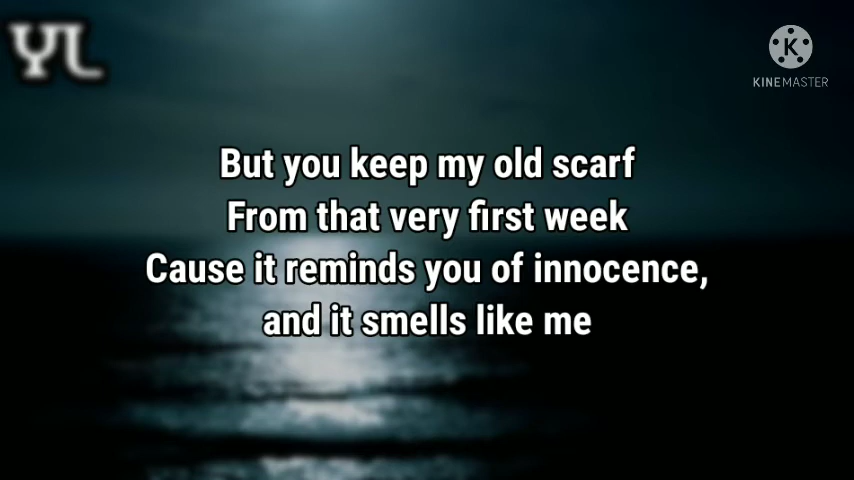 YL
K
KINEMASTER
But you keep my old scarf
From that very first week
Cause it reminds you of innocence,
and it smells like me